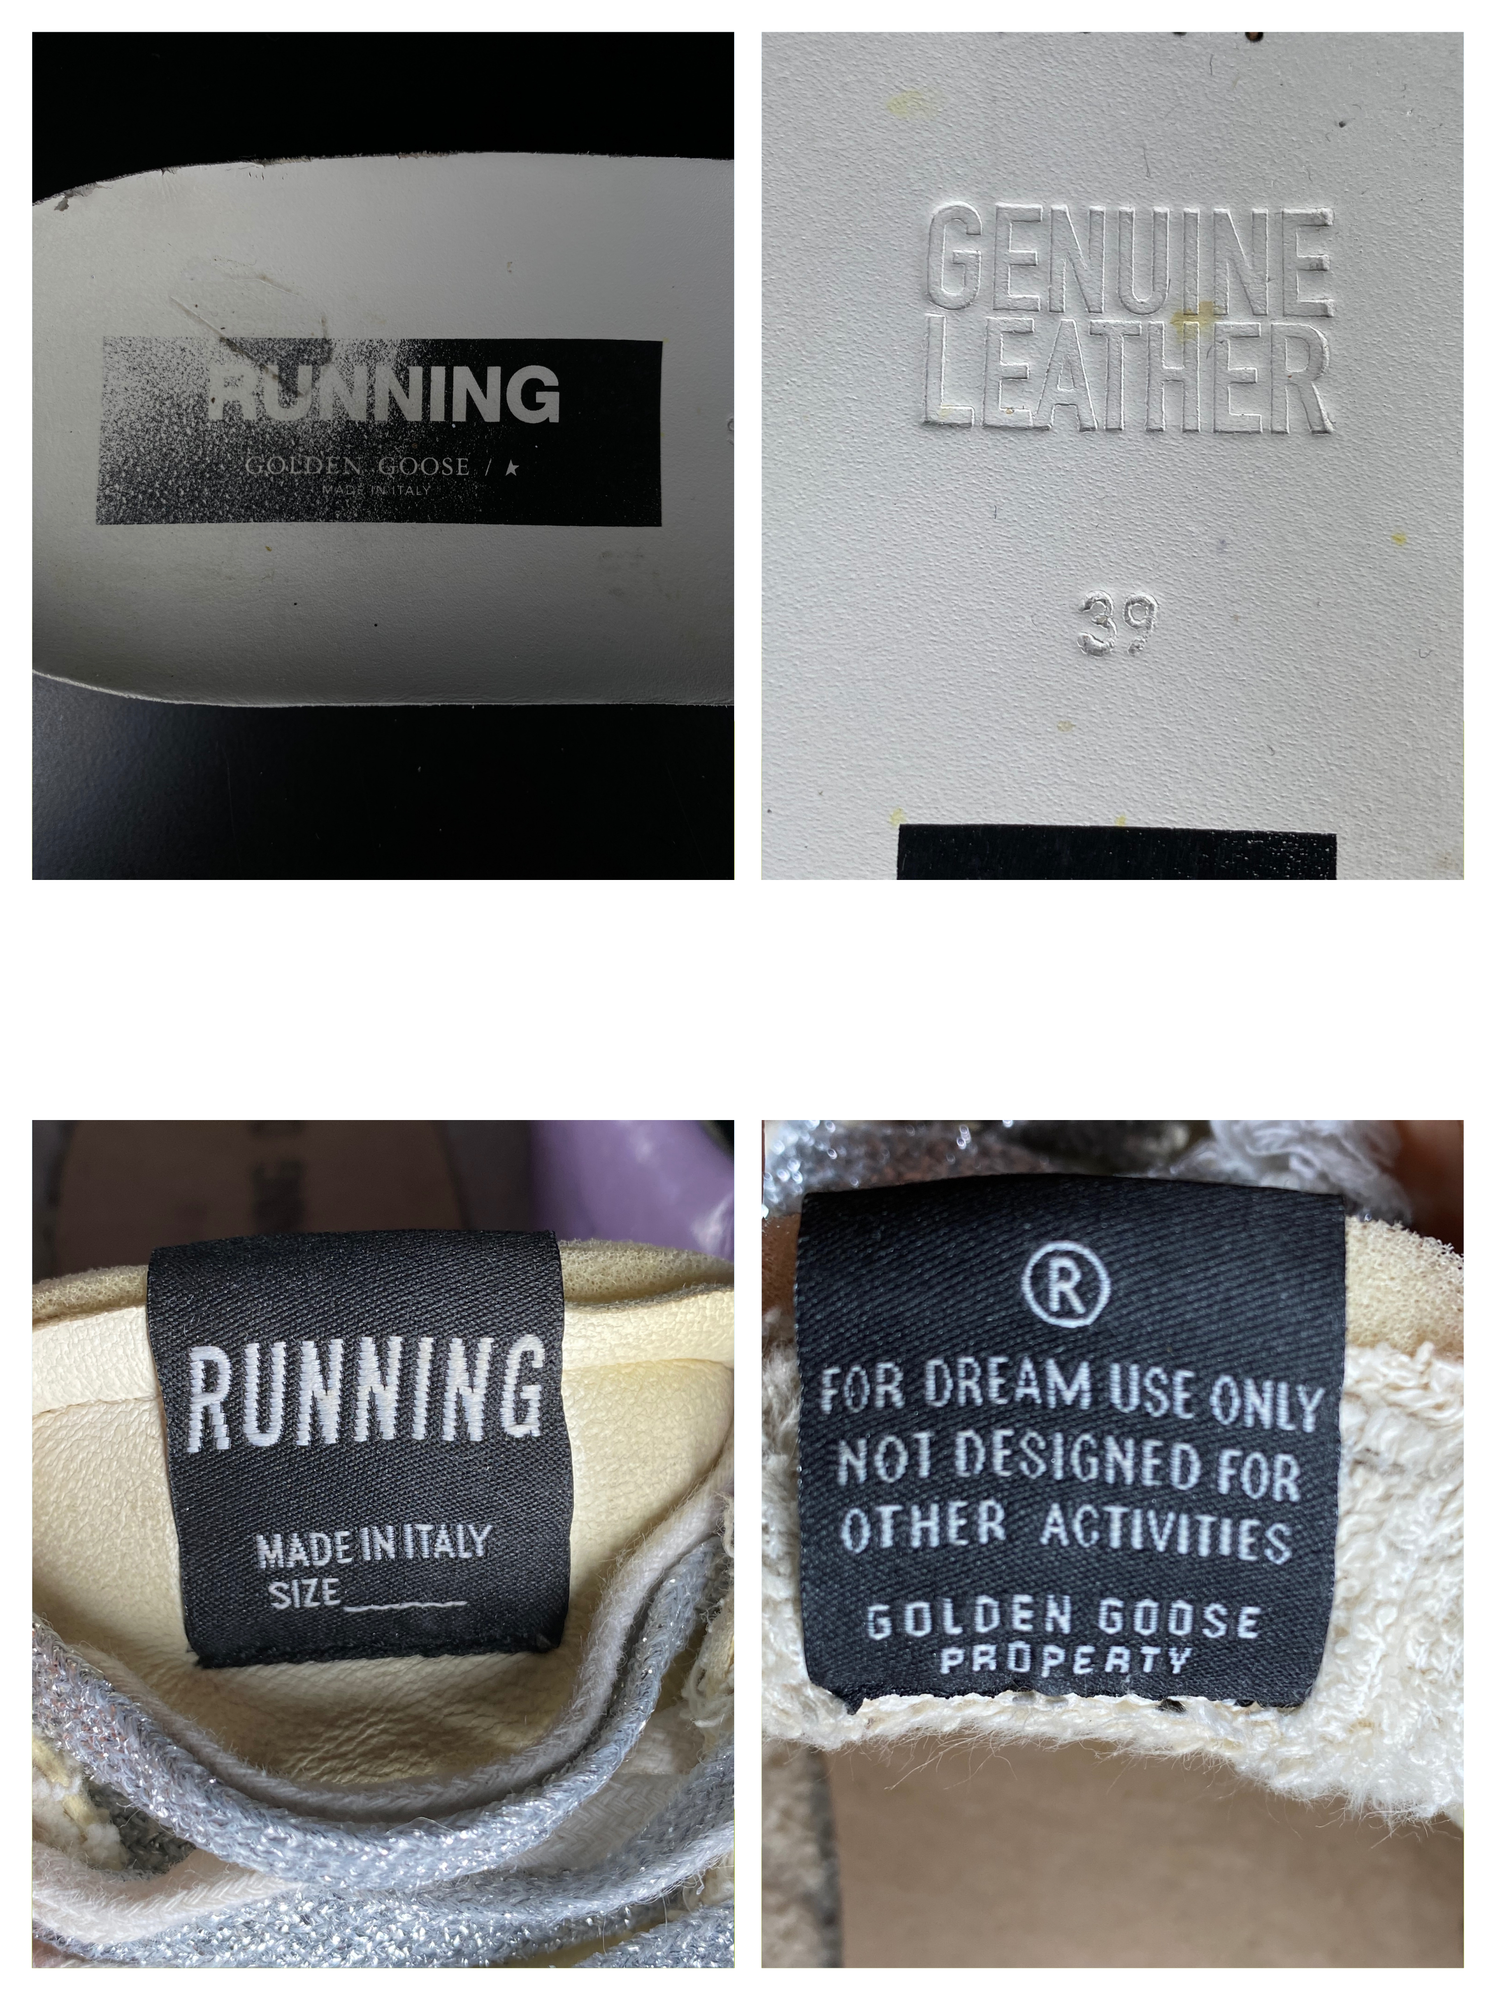 RUNNING
GOLDEN GOOSE / ★
MADE IN ITALY
GENUINE
LEATHER
39
RUNNING
MADE IN ITALY
SIZE______
®
FOR DREAM USE ONLY
NOT DESIGNED FOR
OTHER ACTIVITIES
GOLDEN GOOSE
PROPERTY